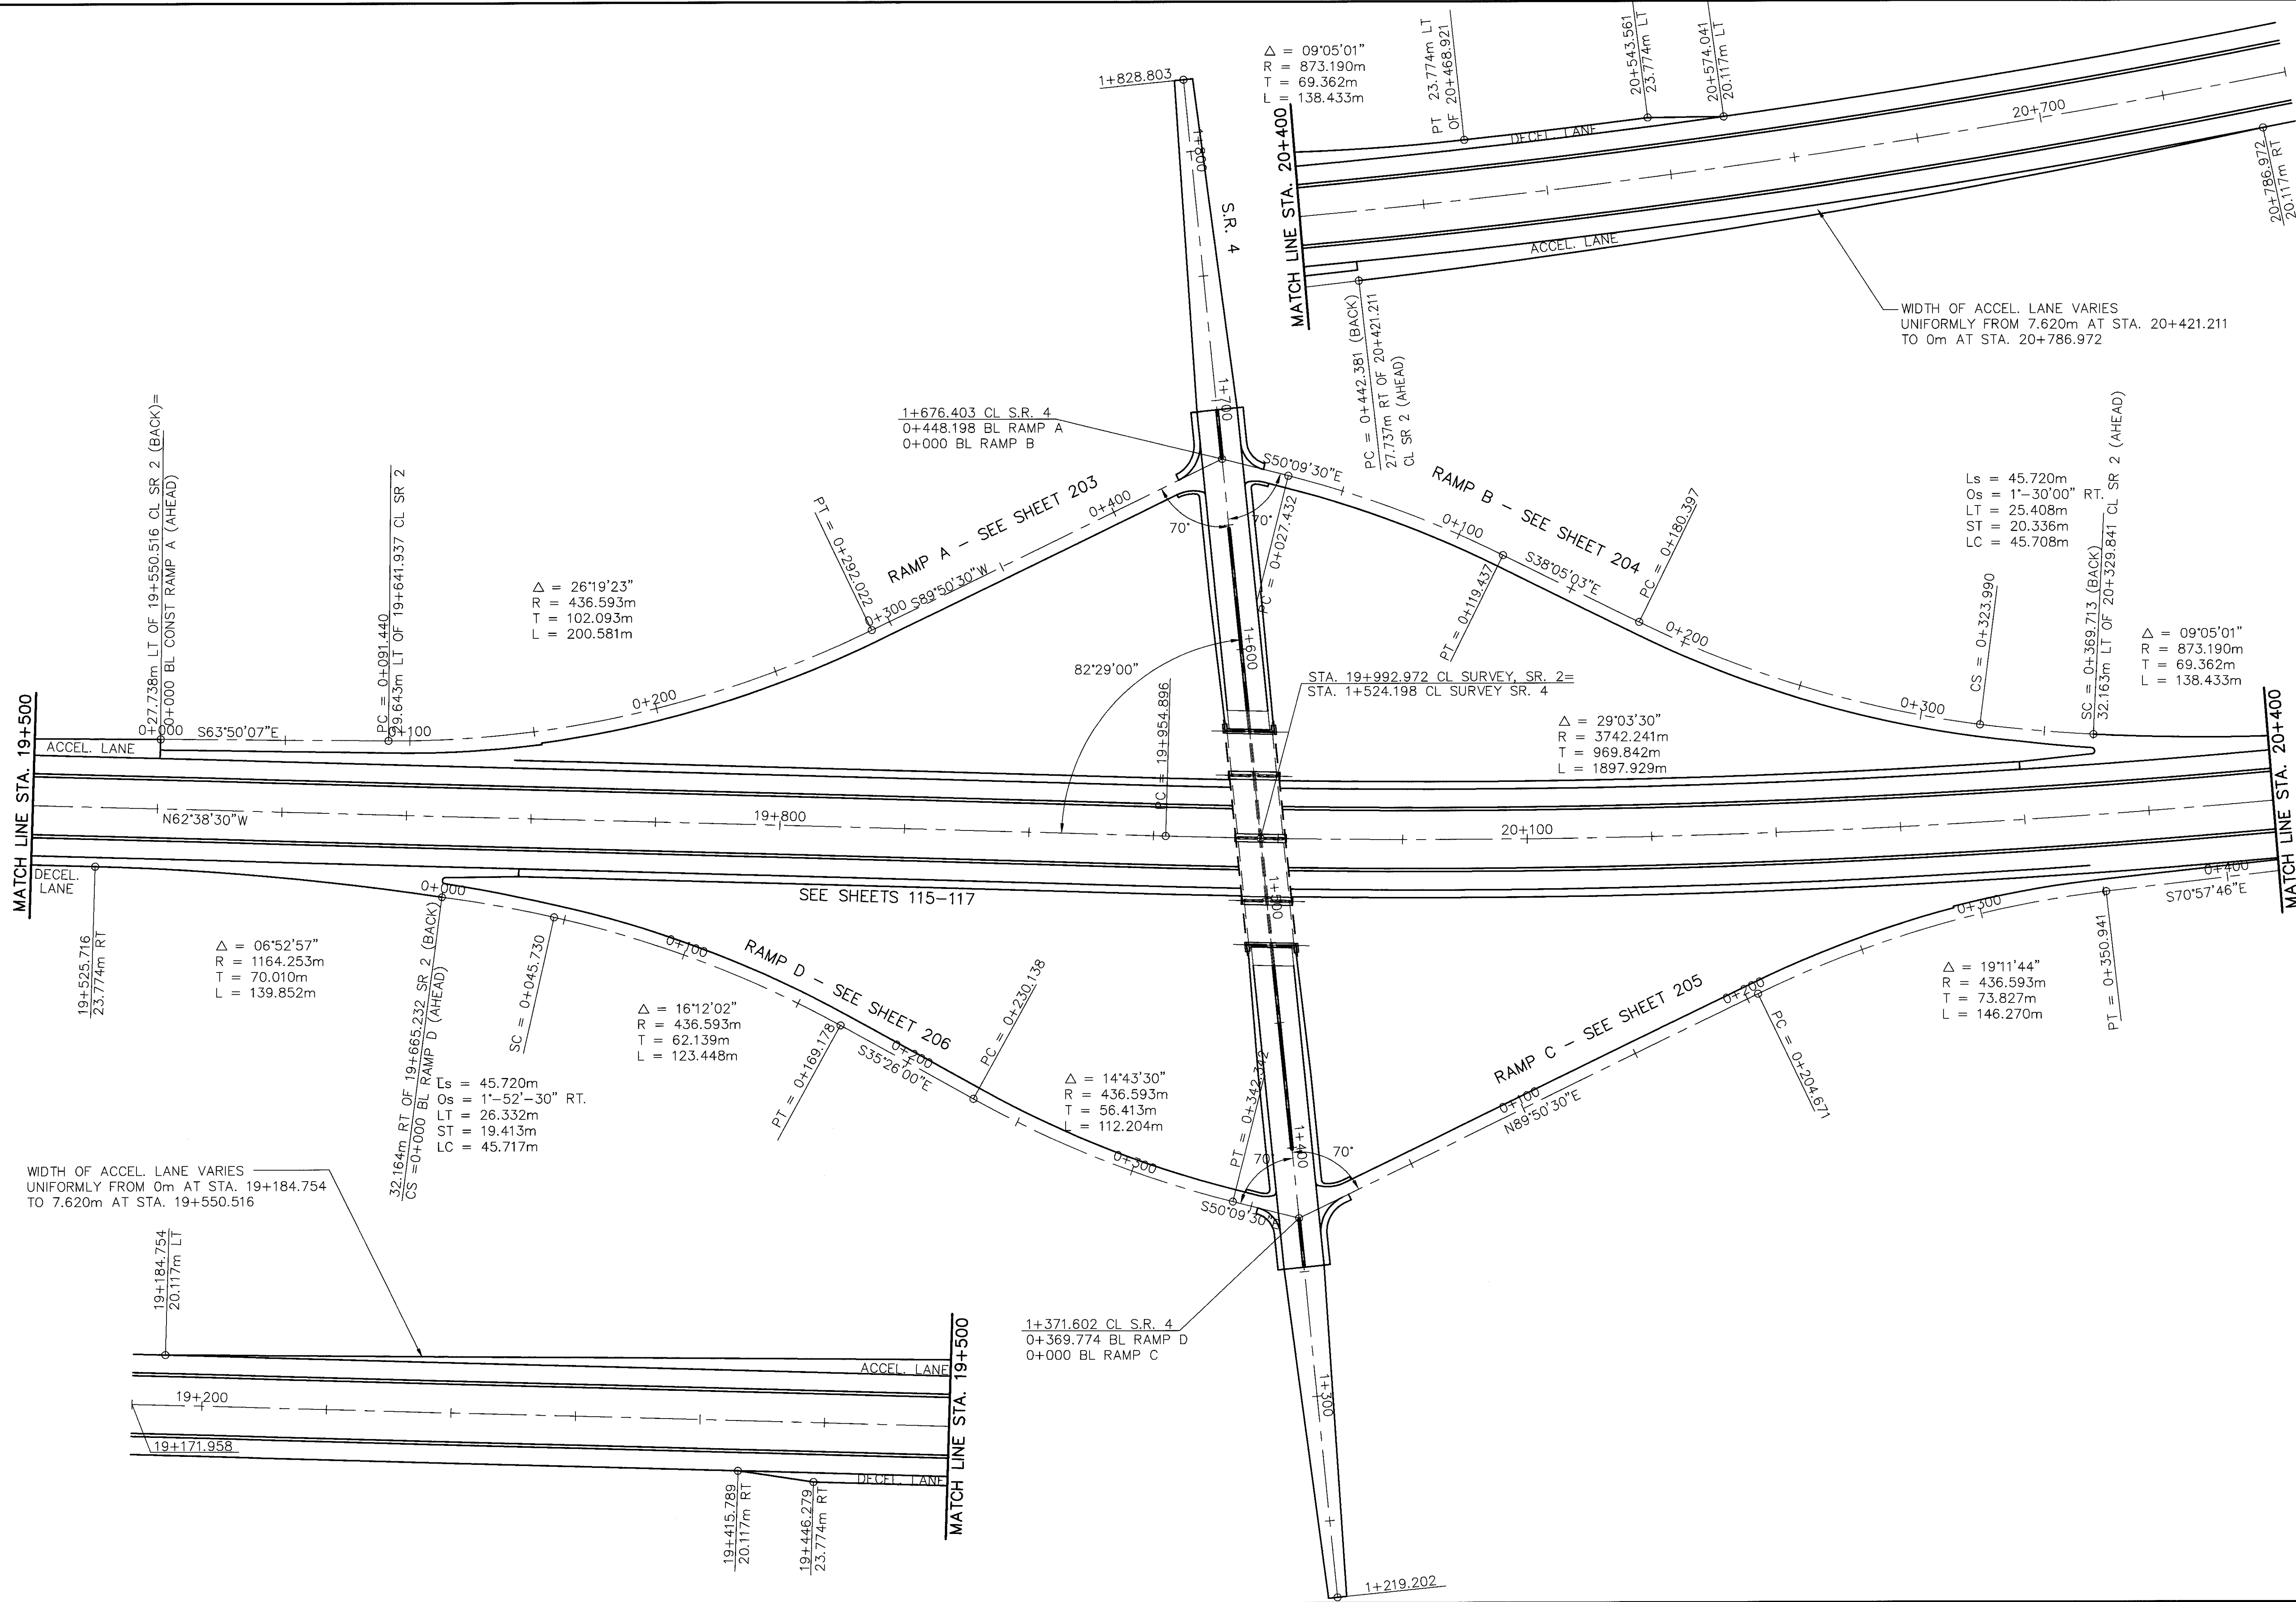 1+828.803
1+800
S.R. 4
1+700
Δ = 09°05'01"
R = 873.190m
T = 69.362m
L = 138.433m
MATCH LINE STA. 20+400
PT 23.774m LT
OF 20+468.921
20+543.561
23.774m LT
20+574.041
20.117m LT
DECEL. LANE
20+700
ACCEL. LANE
20+786.972
20.117m RT
PC = 0+442.381 (BACK)
27.737m RT OF 20+421.211
CL SR 2 (AHEAD)
WIDTH OF ACCEL. LANE VARIES
UNIFORMLY FROM 7.620m AT STA. 20+421.211
TO 0m AT STA. 20+786.972
1+676.403 CL S.R. 4
0+448.198 BL RAMP A
0+000 BL RAMP B
27.738m LT OF 19+550.516 CL SR 2 (BACK)=
0+000 BL CONST RAMP A (AHEAD)
PC = 0+091.440
29.643m LT OF 19+641.937 CL SR 2
0+000
S63°50'07"E
0+100
0+200
Δ = 26°19'23"
R = 436.593m
T = 102.093m
L = 200.581m
PT = 0+292.022
0+300
S89°50'30"W
RAMP A - SEE SHEET 203
0+400
70°
70°
S50°09'30"E
PC = 0+027.432
RAMP B - SEE SHEET 204
0+100
PT = 0+119.437
S38°05'03"E
PC = 0+180.397
0+200
0+300
Ls = 45.720m
Os = 1°-30'00" RT.
LT = 25.408m
ST = 20.336m
LC = 45.708m
CS = 0+323.990
SC = 0+369.713 (BACK)
32.163m LT OF 20+329.841 CL SR 2 (AHEAD)
Δ = 09°05'01"
R = 873.190m
T = 69.362m
L = 138.433m
1+600
82°29'00"
STA. 19+992.972 CL SURVEY, SR. 2=
STA. 1+524.198 CL SURVEY SR. 4
Δ = 29°03'30"
R = 3742.241m
T = 969.842m
L = 1897.929m
MATCH LINE STA. 19+500
ACCEL. LANE
N62°38'30"W
19+800
PC = 19+954.896
20+100
MATCH LINE STA. 20+400
DECEL.
LANE
SEE SHEETS 115-117
1+500
19+525.716
23.774m RT
Δ = 06°52'57"
R = 1164.253m
T = 70.010m
L = 139.852m
0+000
32.164m RT OF 19+665.232 SR 2 (BACK)
CS =0+000 BL RAMP D (AHEAD)
SC = 0+045.730
0+100
RAMP D - SEE SHEET 206
Δ = 16°12'02"
R = 436.593m
T = 62.139m
L = 123.448m
Ls = 45.720m
Os = 1°-52'-30" RT.
LT = 26.332m
ST = 19.413m
LC = 45.717m
PT = 0+169.178
0+200
S35°26'00"E
PC = 0+230.138
Δ = 14°43'30"
R = 436.593m
T = 56.413m
L = 112.204m
0+300
PT = 0+342.342
S50°09'30"E
70°
1+400
70°
0+100
N89°50'30"E
RAMP C - SEE SHEET 205
0+200
PC = 0+204.671
0+300
Δ = 19°11'44"
R = 436.593m
T = 73.827m
L = 146.270m
PT = 0+350.941
0+400
S70°57'46"E
WIDTH OF ACCEL. LANE VARIES
UNIFORMLY FROM 0m AT STA. 19+184.754
TO 7.620m AT STA. 19+550.516
19+184.754
20.117m LT
1+371.602 CL S.R. 4
0+369.774 BL RAMP D
0+000 BL RAMP C
ACCEL. LANE
MATCH LINE STA. 19+500
19+200
19+171.958
DECEL. LANE
19+415.789
20.117m RT
19+446.279
23.774m RT
1+300
1+219.202